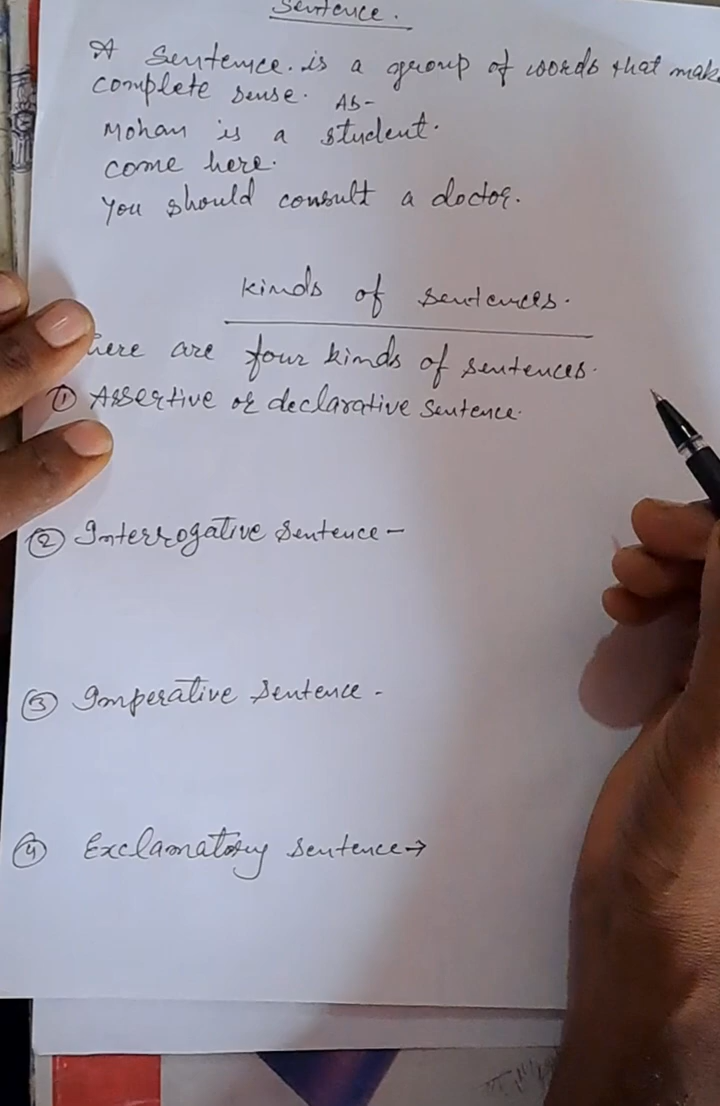 Sentence.
A sentence is a group of words that make
complete sense. As-
Mohan is a student.
come here.
You should consult a doctor.
kinds of sentences.
here are four kinds of sentences.
① Assertive or declarative sentence.
② Interrogative sentence -
③ Imperative sentence -
④ Exclamatory sentence →